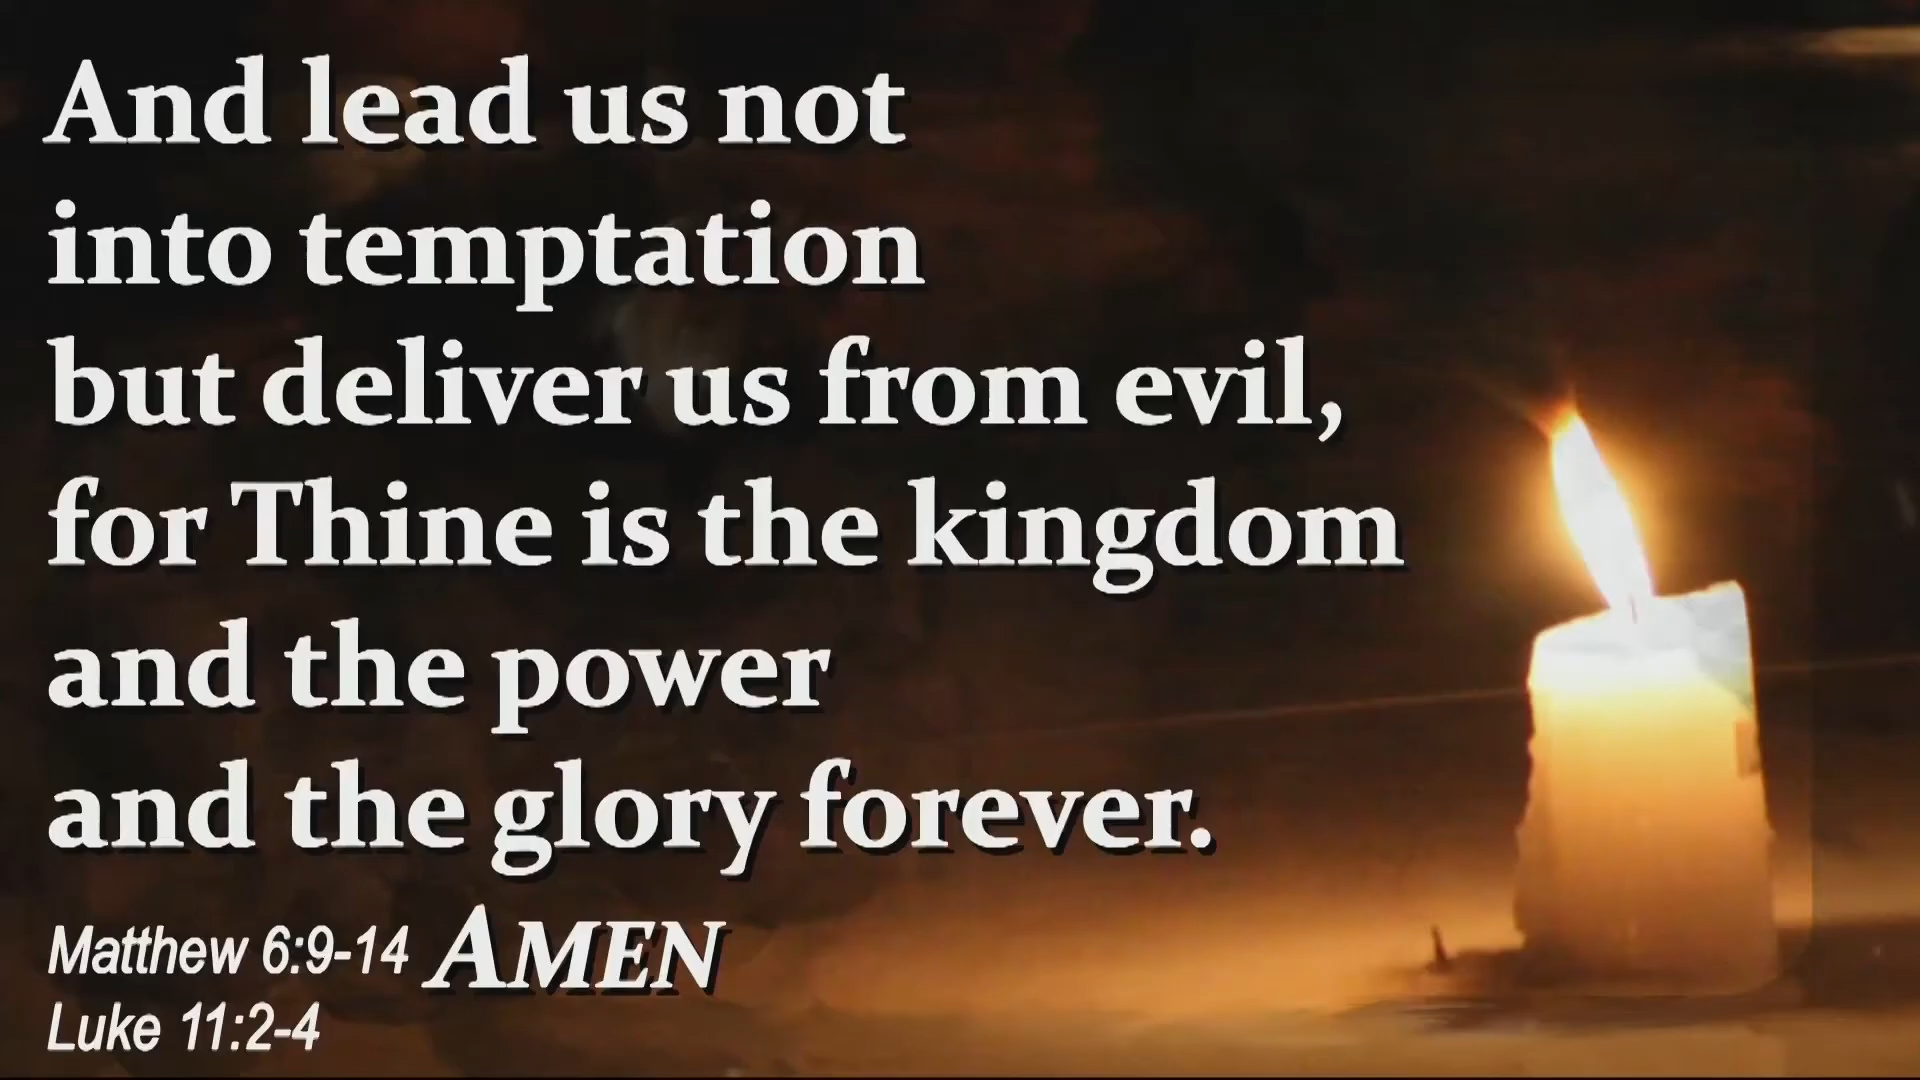 And lead us not
into temptation
but deliver us from evil,
for Thine is the kingdom
and the power
and the glory forever.
Matthew 6:9-14 AMEN
Luke 11:2-4